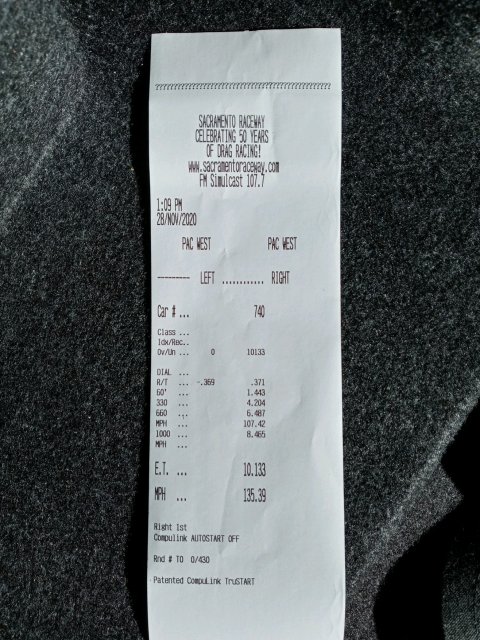 ????????????????????????????????????????
SACRAMENTO RACEWAY
CELEBRATING 50 YEARS
OF DRAG RACING!
www.sacramentoraceway.com
FM Simulcast 107.7
1:09 PM
28/NOV/2020
PAC WEST PAC WEST
--------- LEFT ............ RIGHT
Car # ... 740
Class ...
Idx/Rec..
Ov/Un ... 0 10133
DIAL ...
R/T ... -.369 .371
60' ... 1.443
330 ... 4.204
660 ... 6.487
MPH ... 107.42
1000 ... 8.465
MPH ...
E.T. ... 10.133
MPH ... 135.39
Right 1st
Compulink AUTOSTART OFF
Rnd # TO 0/430
Patented CompuLink TruSTART